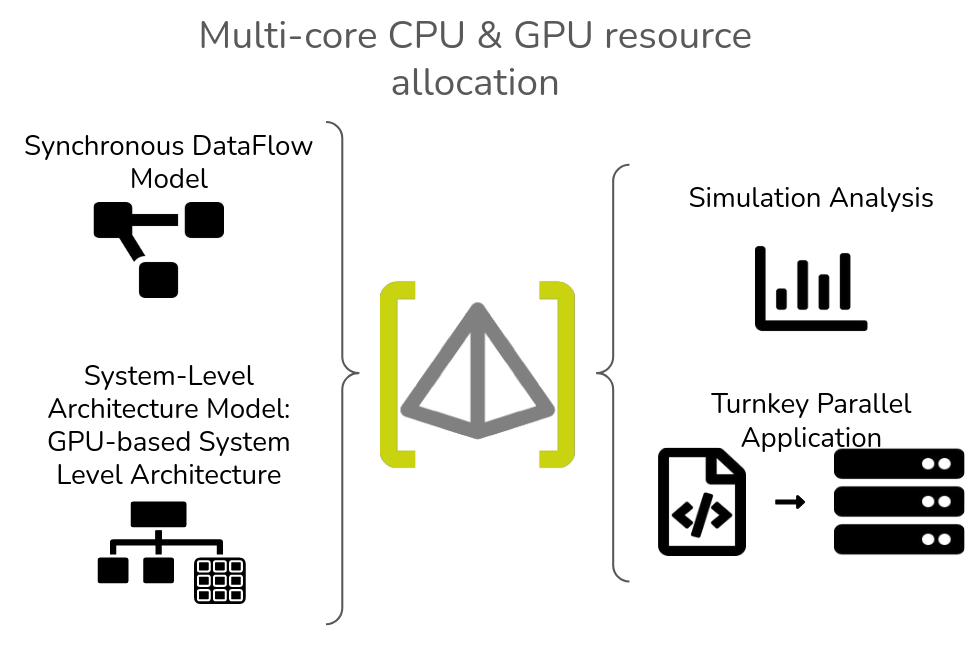 Multi-core CPU & GPU resource
allocation
Synchronous DataFlow
Model
System-Level
Architecture Model:
GPU-based System
Level Architecture
Simulation Analysis
Turnkey Parallel
Application